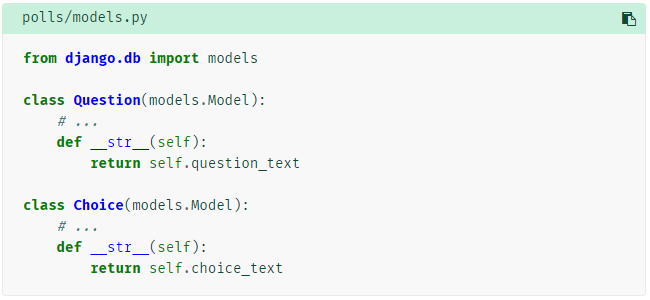 polls/models.py
from django.db import models
class Question(models.Model):
# ...
def __str__(self):
return self.question_text
class Choice(models.Model):
# ...
def __str__(self):
return self.choice_text